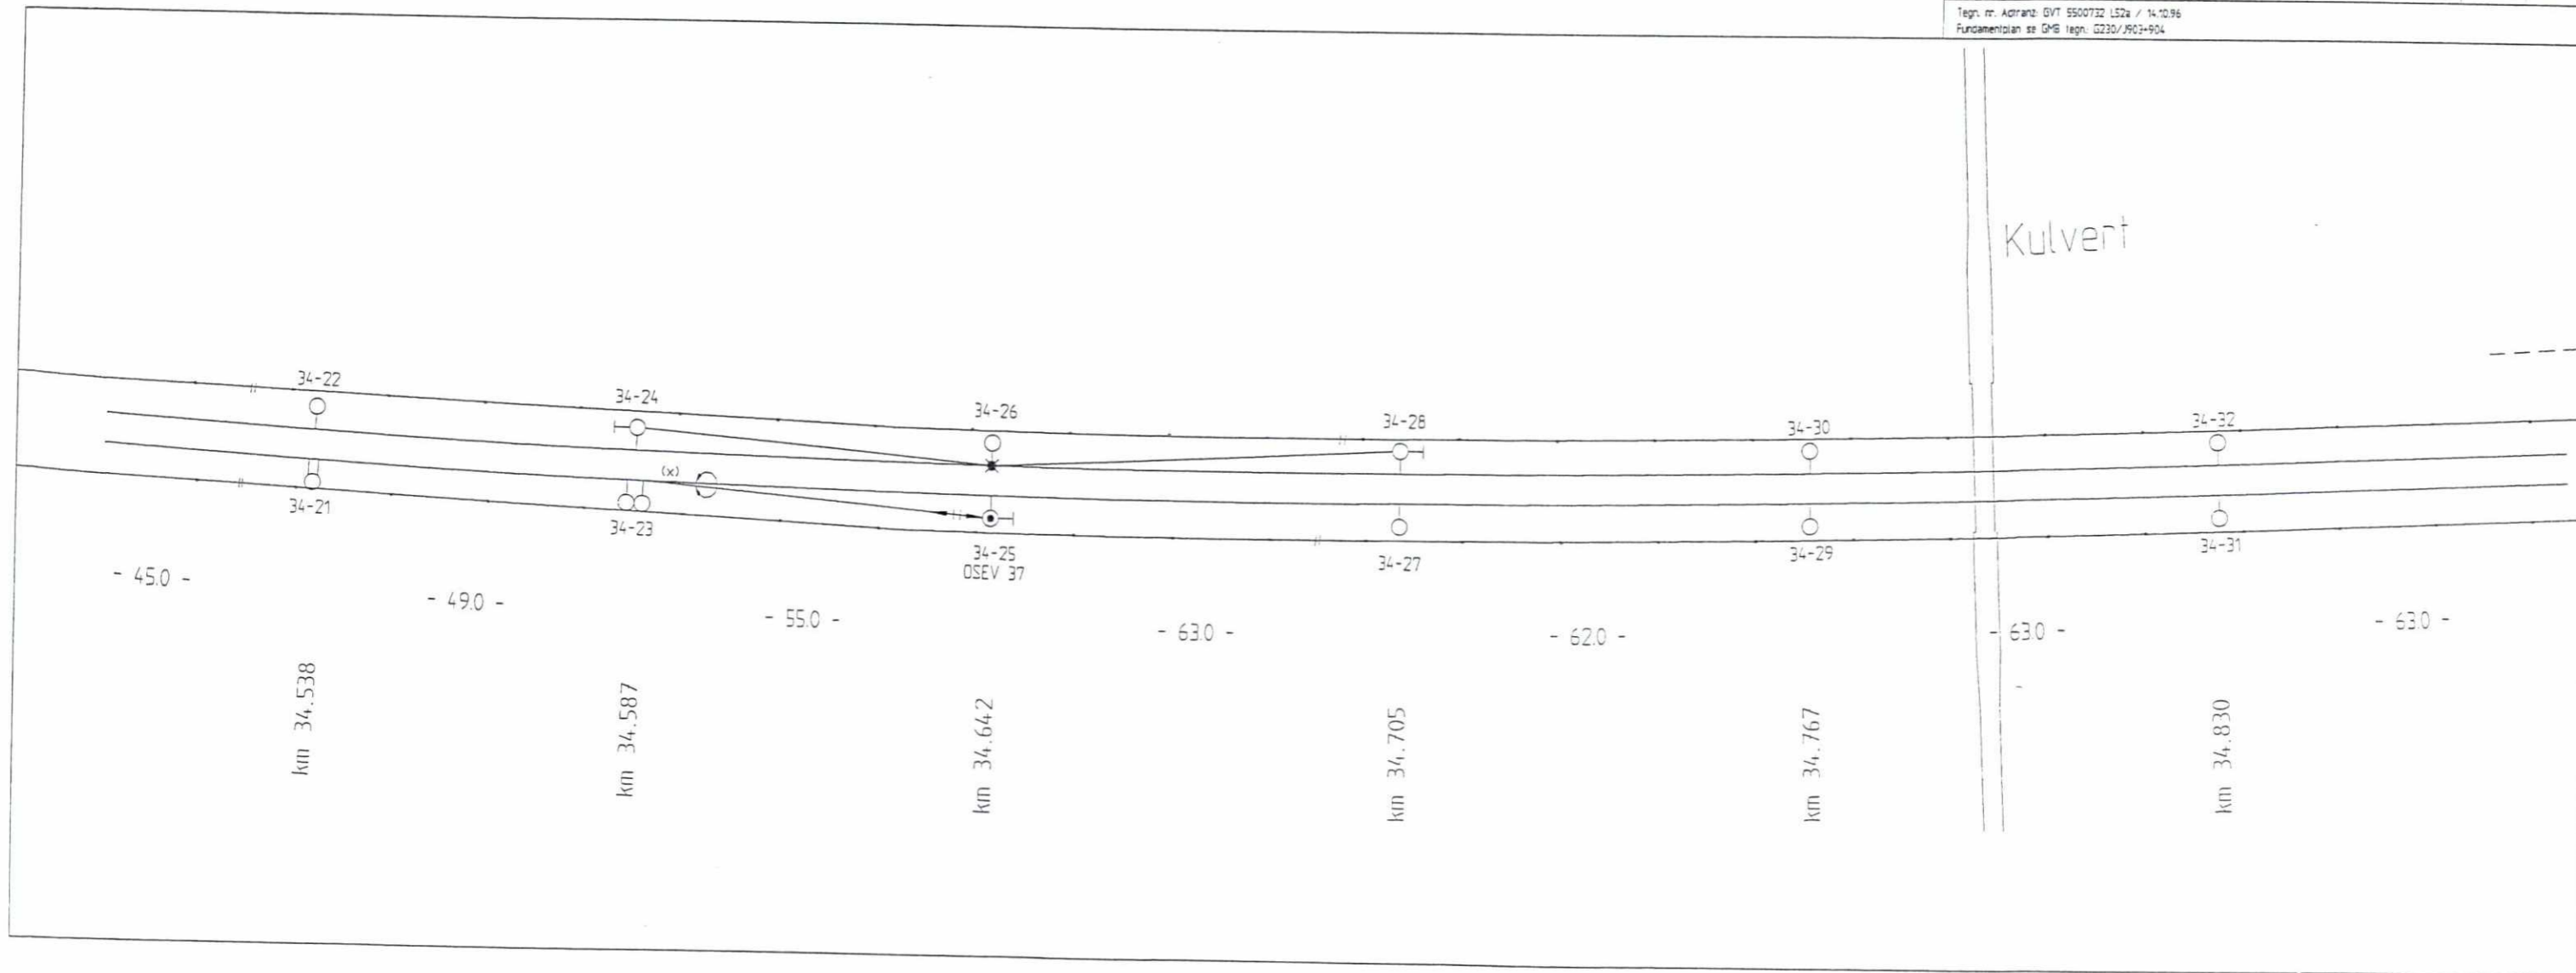 Tegn. nr. Adtranz: GVT 5500732 L52a / 14.10.96
Fundamentplan se GMB tegn.: G230/J903+904
Kulvert
34-22
34-24
34-26
34-28
34-30
34-32
(x)
34-21
34-23
34-25
OSEV 37
34-27
34-29
34-31
- 45.0 -
- 49.0 -
- 55.0 -
- 63.0 -
- 62.0 -
- 63.0 -
- 63.0 -
km 34.538
km 34.587
km 34.642
km 34.705
km 34.767
km 34.830